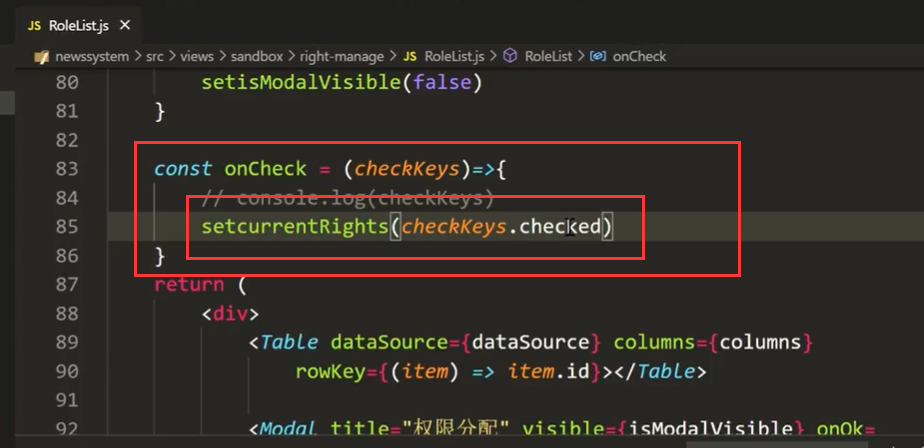 JS RoleList.js ×
newssystem > src > views > sandbox > right-manage > JS RoleList.js > RoleList > onCheck
80 setisModalVisible(false)
81 }
82
83 const onCheck = (checkKeys)=>{
84 // console.log(checkKeys)
85 setcurrentRights(checkKeys.checked)
86 }
87 return (
88 <div>
89 <Table dataSource={dataSource} columns={columns}
90 rowKey={(item) => item.id}></Table>
91
92 <Modal title="权限分配" visible={isModalVisible} onOk=